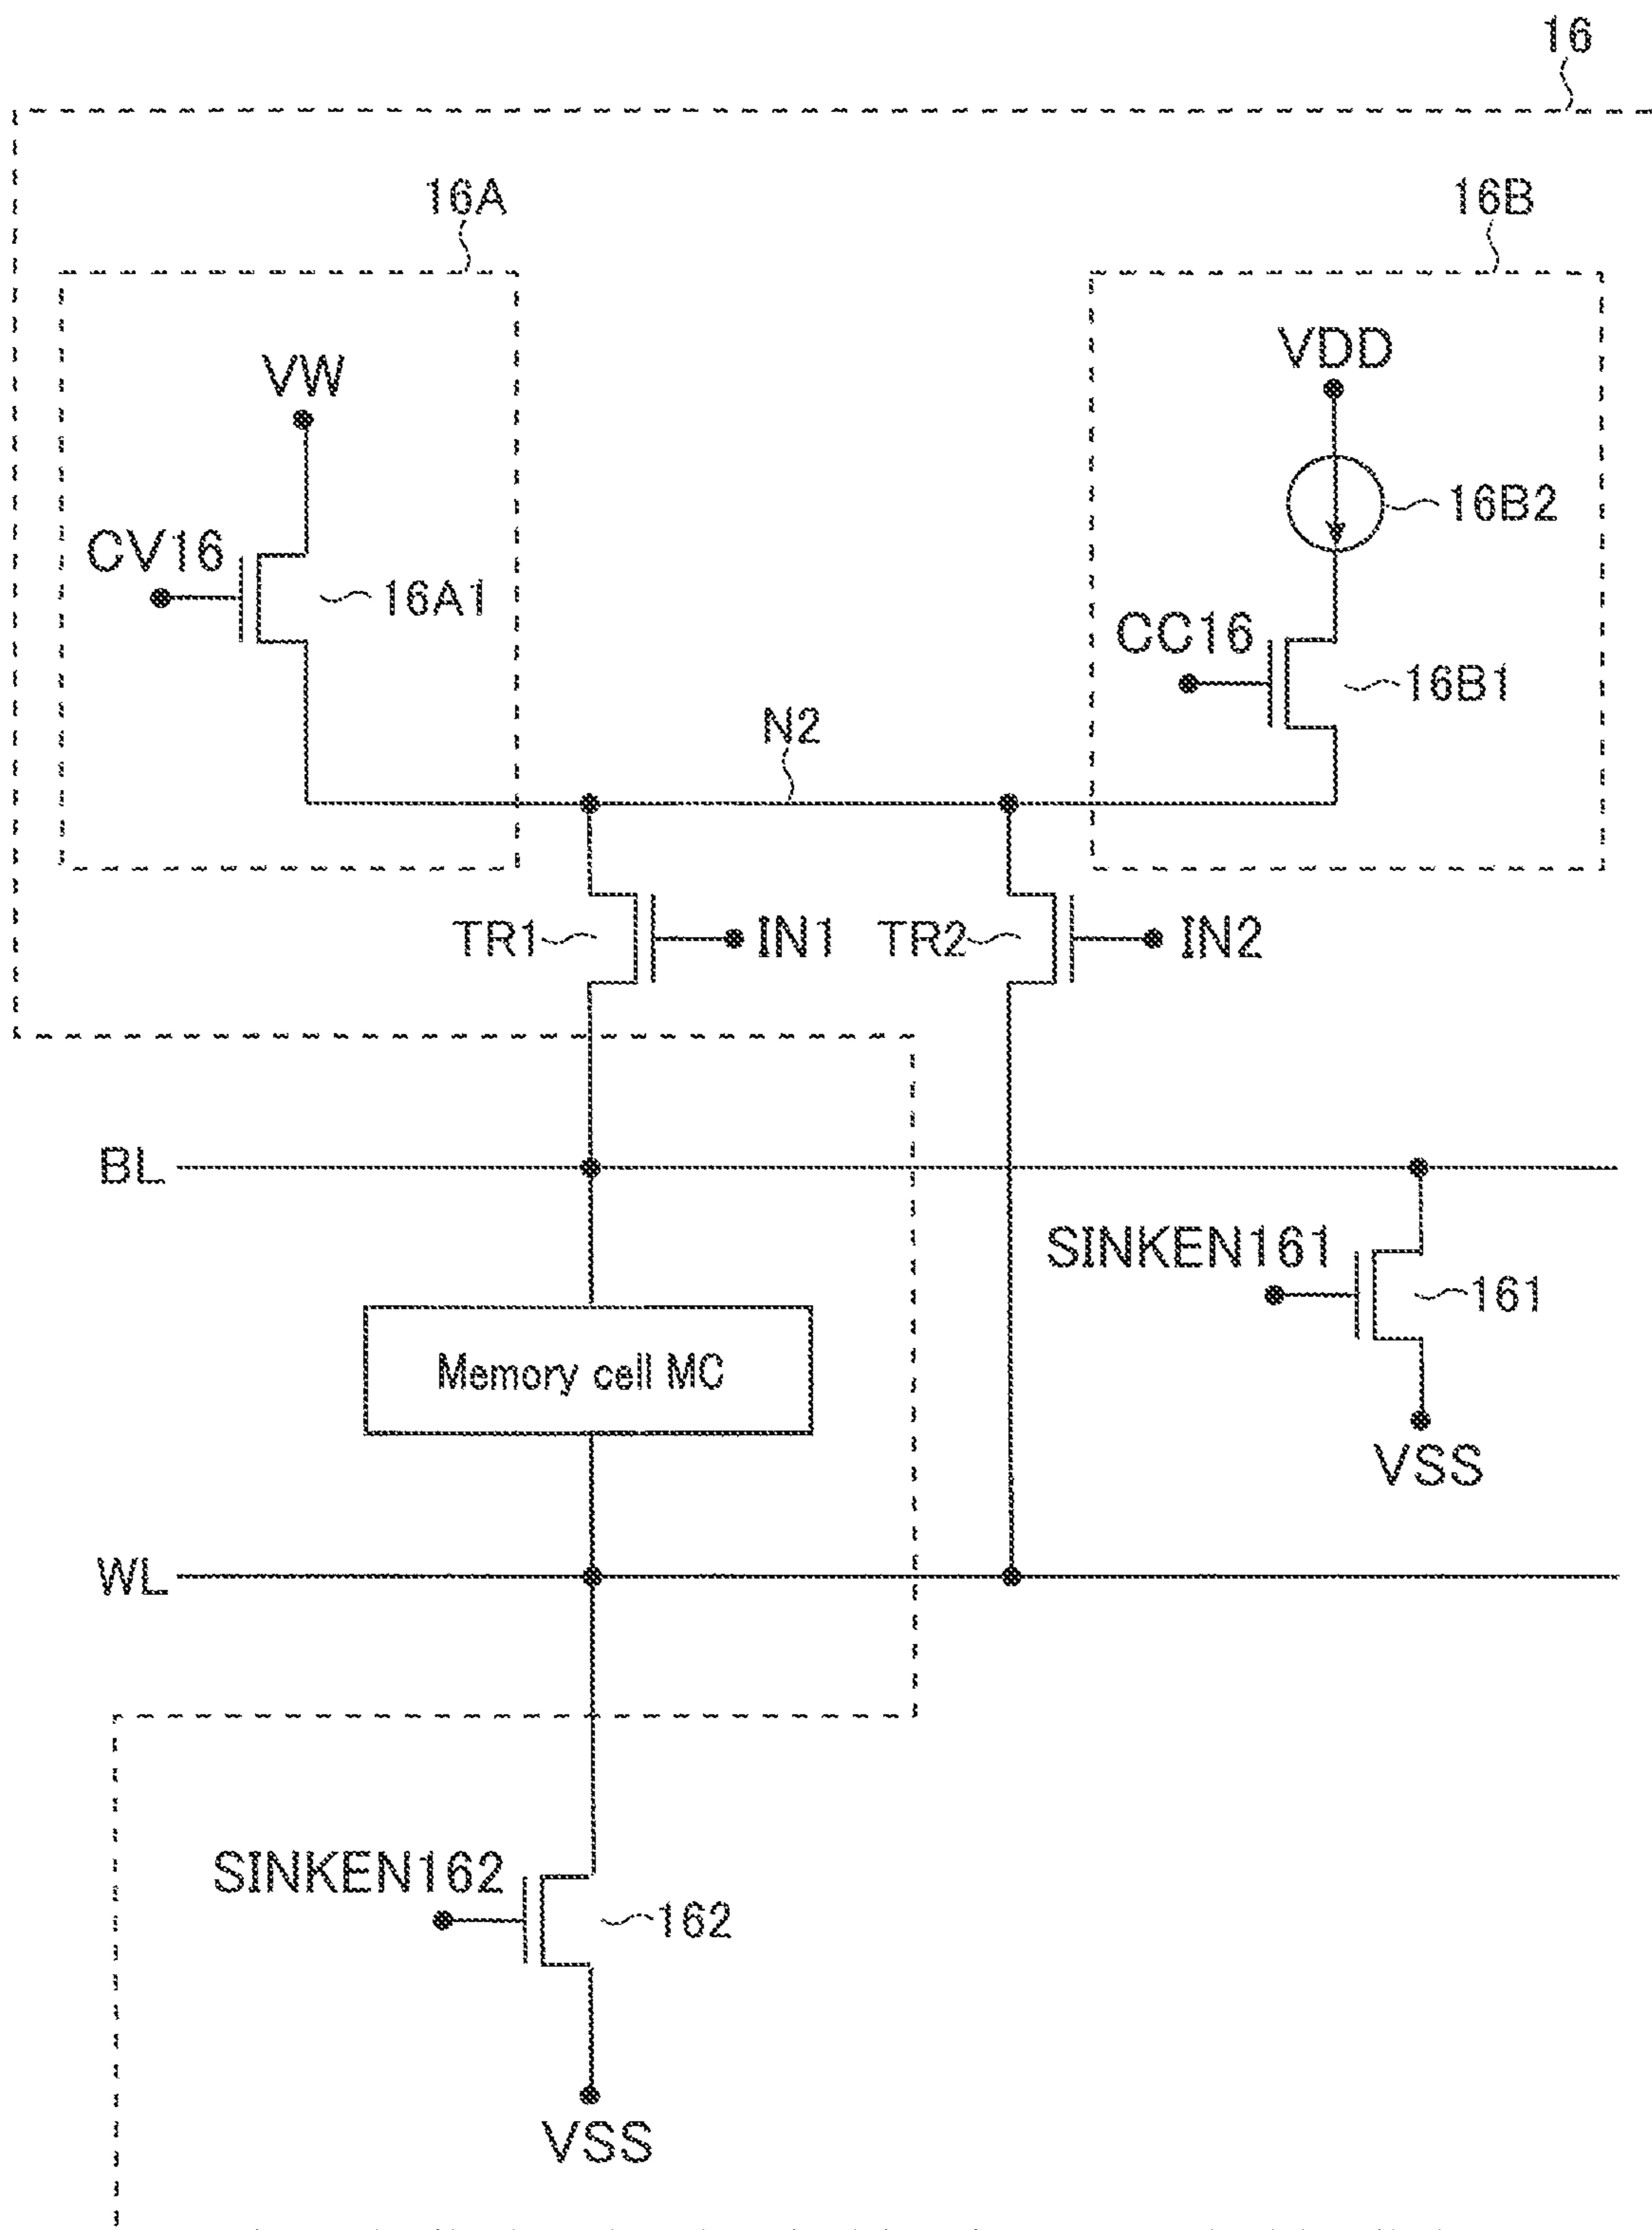 16
16A
16B
VW
VDD
CV16
16A1
16B2
CC16
16B1
N2
TR1
IN1
TR2
IN2
BL
SINKEN161
161
Memory cell MC
VSS
WL
SINKEN162
162
VSS